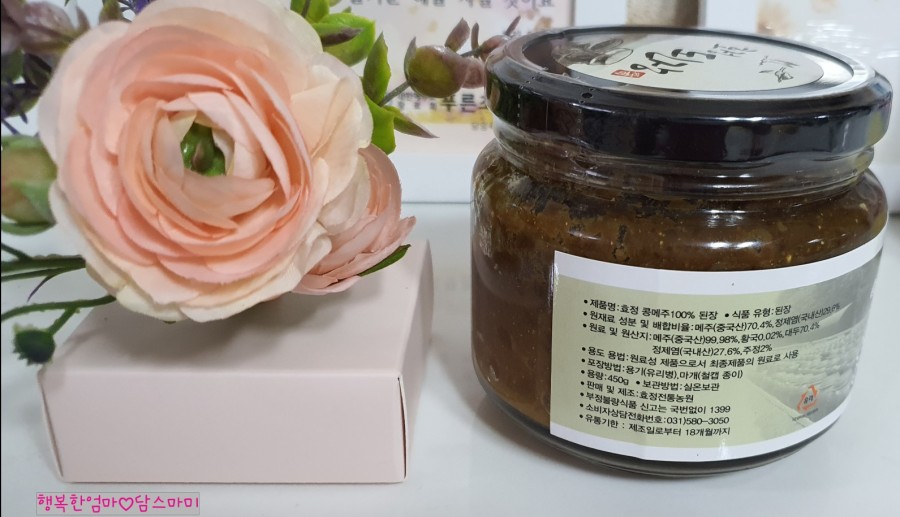 푸른
•제품명:효정 콩메주100% 된장 •식품 유형:된장
•원재료 성분 및 배합비율:메주(중국산)70.4%,정제염(국내산)29.6%
•원료 및 원산지:메주(중국산)99.98%,황국0.02%,대두70.4%
정제염(국내산)27.6%,주정2%
•용도 용법:원료성 제품으로서 최종제품의 원료로 사용
•포장방법:용기(유리병),마개(철캡 종이)
•용량:450g •보관방법:실온보관
•판매 및 제조:효정전통농원
•부정불량식품 신고는 국번없이 1399
•소비자상담전화번호:031)580-3050
•유통기한 : 제조일로부터 18개월까지
행복한엄마♡담스마미